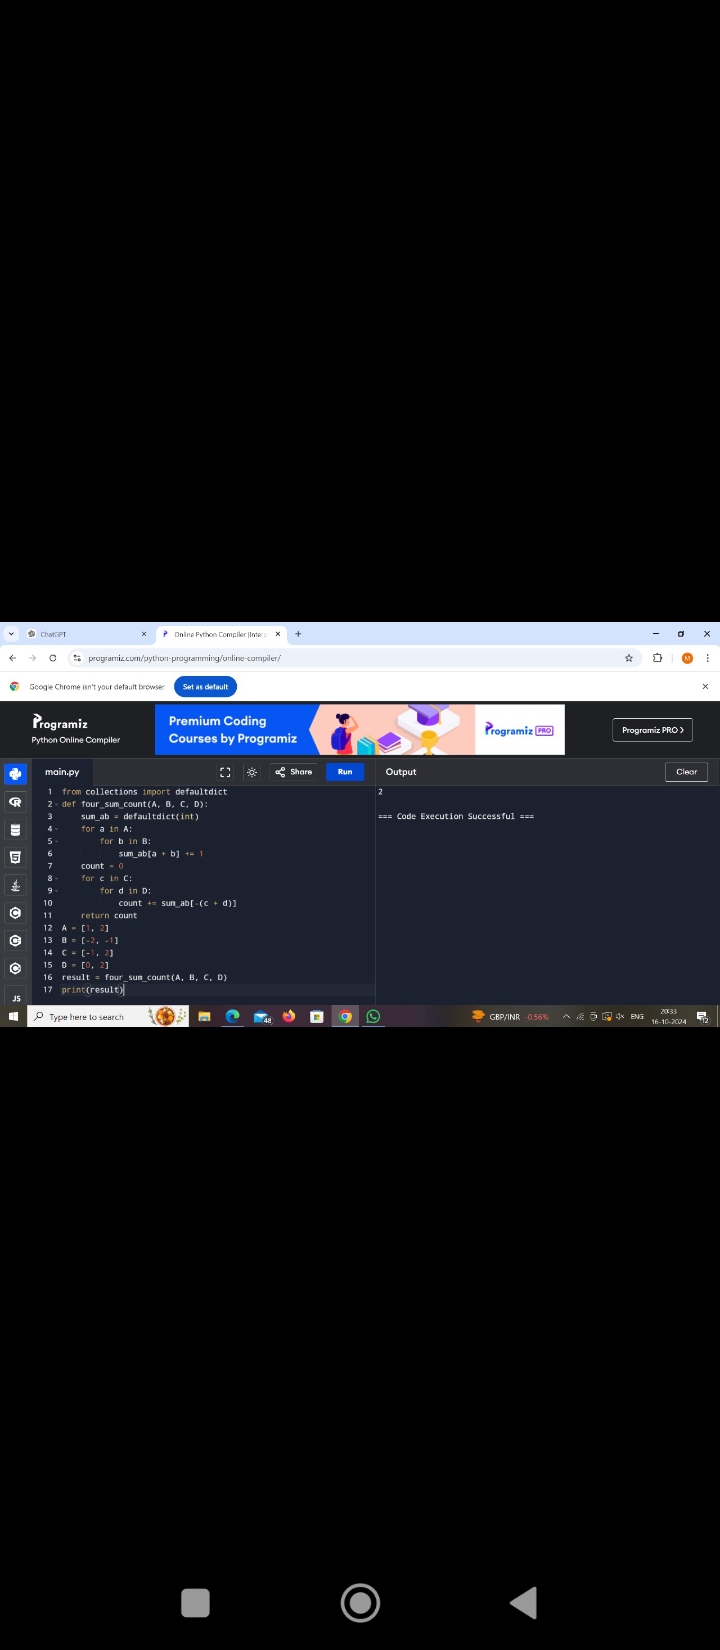 ChatGPT
Online Python Compiler (Interp
programiz.com/python-programming/online-compiler/
M
Google Chrome isn't your default browser
Set as default
Programiz
Python Online Compiler
Premium Coding
Courses by Programiz
Programiz PRO
Programiz PRO
main.py
Share
Run
Output
Clear
1 from collections import defaultdict
2 def four_sum_count(A, B, C, D):
3     sum_ab = defaultdict(int)
4     for a in A:
5         for b in B:
6             sum_ab[a + b] += 1
7     count = 0
8     for c in C:
9         for d in D:
10             count += sum_ab[-(c + d)]
11     return count
12 A = [1, 2]
13 B = [-2, -1]
14 C = [-1, 2]
15 D = [0, 2]
16 result = four_sum_count(A, B, C, D)
17 print(result)
2
=== Code Execution Successful ===
JS
Type here to search
48
GBP/INR -0.56%
ENG
20:33
16-10-2024